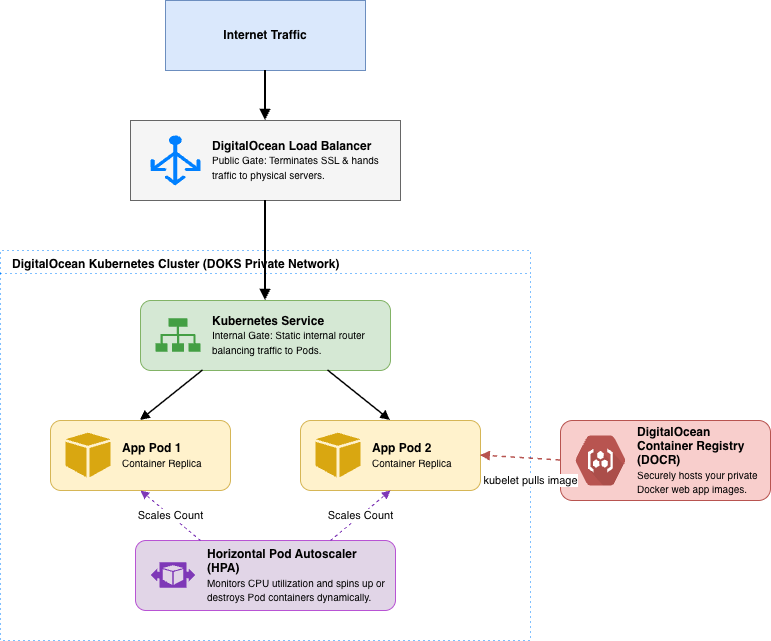 Internet Traffic
DigitalOcean Load Balancer
Public Gate: Terminates SSL & hands
traffic to physical servers.
DigitalOcean Kubernetes Cluster (DOKS Private Network)
Kubernetes Service
Internal Gate: Static internal router
balancing traffic to Pods.
App Pod 1
Container Replica
App Pod 2
Container Replica
DigitalOcean
Container Registry
(DOCR)
Securely hosts your private
Docker web app images.
kubelet pulls image
Scales Count
Scales Count
Horizontal Pod Autoscaler
(HPA)
Monitors CPU utilization and spins up or
destroys Pod containers dynamically.